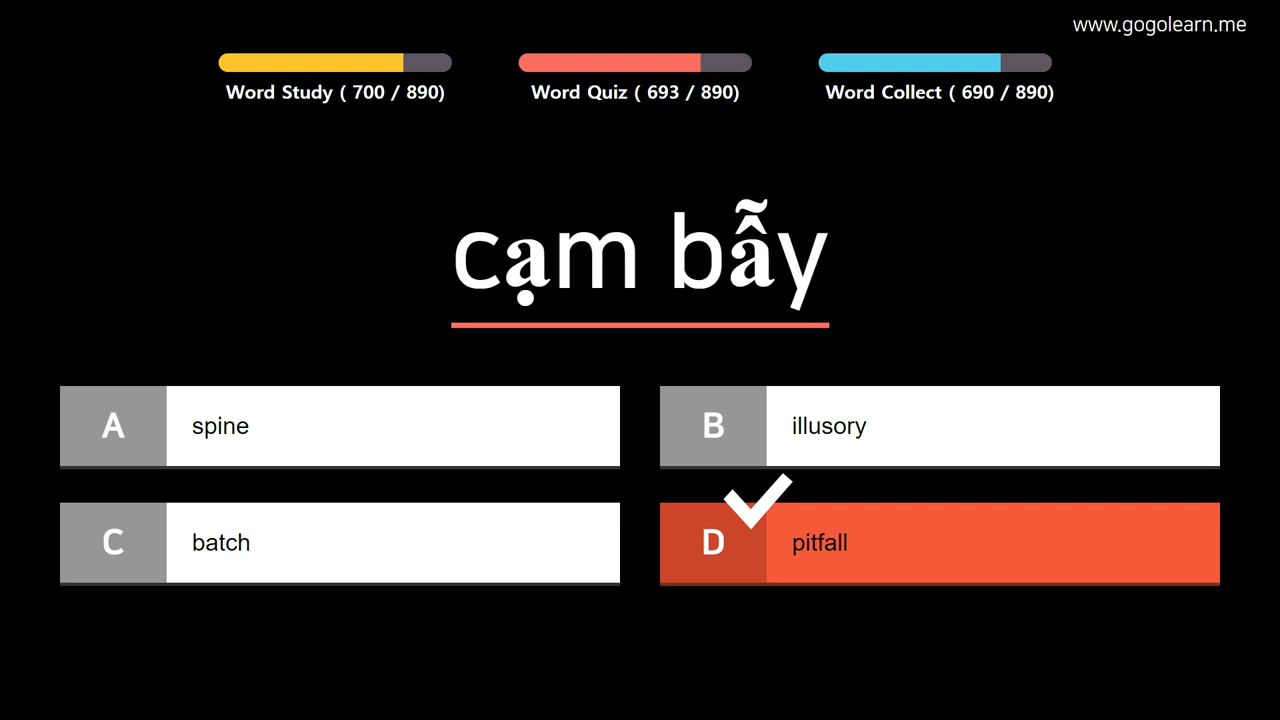 www.gogolearn.me
Word Study ( 700 / 890)
Word Quiz ( 693 / 890)
Word Collect ( 690 / 890)
cạm bẫy
A spine
B illusory
C batch
D pitfall